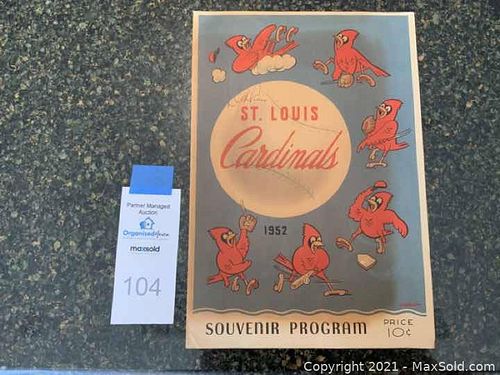 ST. LOUIS
Cardinals
1952
SOUVENIR PROGRAM
PRICE
10¢
Partner Managed
Auction
maxsold
104
Copyright © 2021 - MaxSold.com